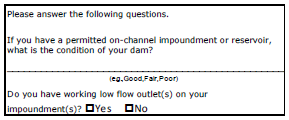 Please answer the following questions.
If you have a permitted on-channel impoundment or reservoir,
what is the condition of your dam?
(eg,Good,Fair,Poor)
Do you have working low flow outlet(s) on your
impoundment(s)? ☐Yes ☐No